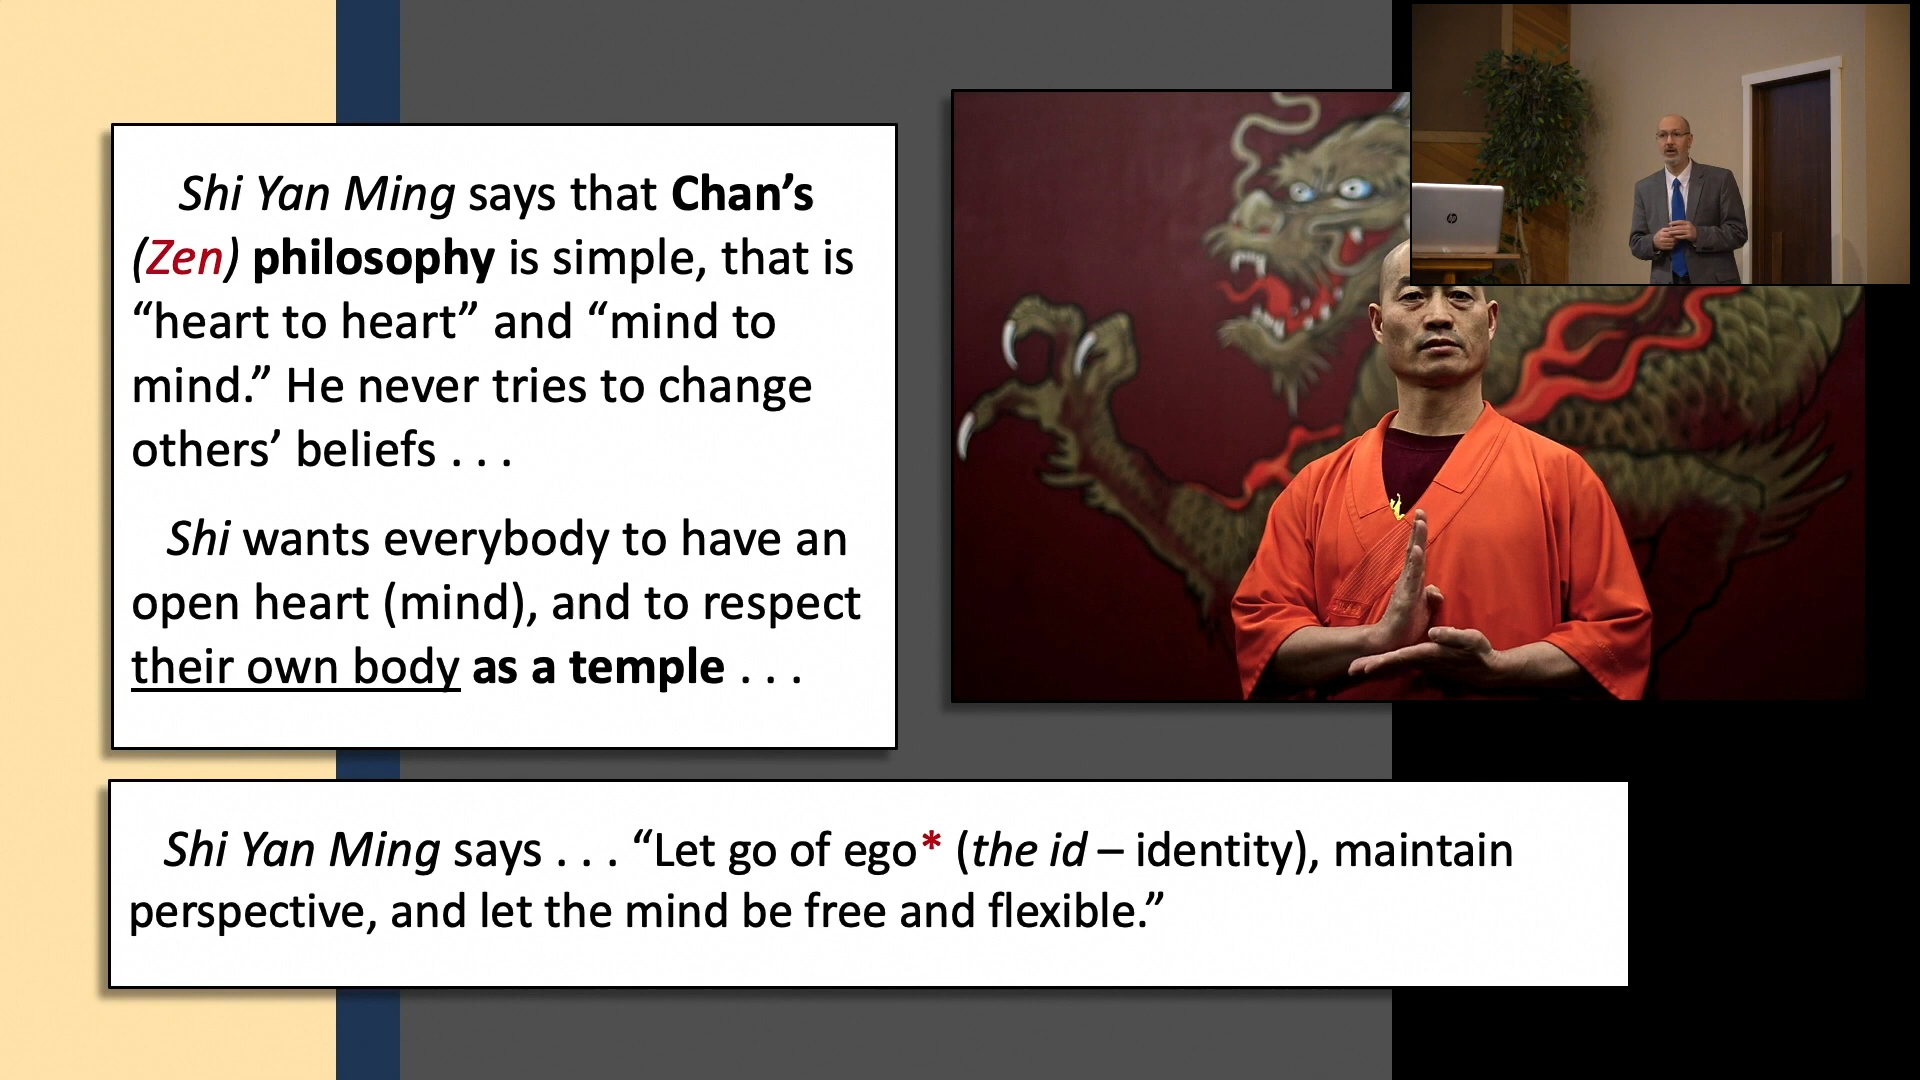 Shi Yan Ming says that Chan’s
(Zen) philosophy is simple, that is
“heart to heart” and “mind to
mind.” He never tries to change
others’ beliefs . . .
Shi wants everybody to have an
open heart (mind), and to respect
their own body as a temple . . .
Shi Yan Ming says . . . “Let go of ego* (the id – identity), maintain
perspective, and let the mind be free and flexible.”
hp